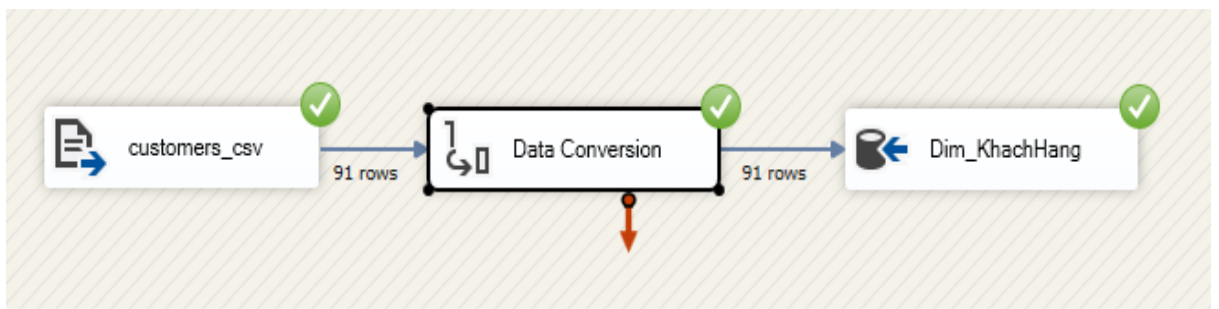 customers_csv
91 rows
Data Conversion
91 rows
Dim_KhachHang